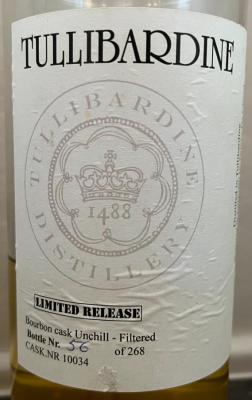 TULLIBARDINE
TULLIBARDINE
1488
DISTILLERY
LIMITED RELEASE
Bourbon cask Unchill - Filtered
Bottle Nr. 56 of 268
CASK.NR 10034